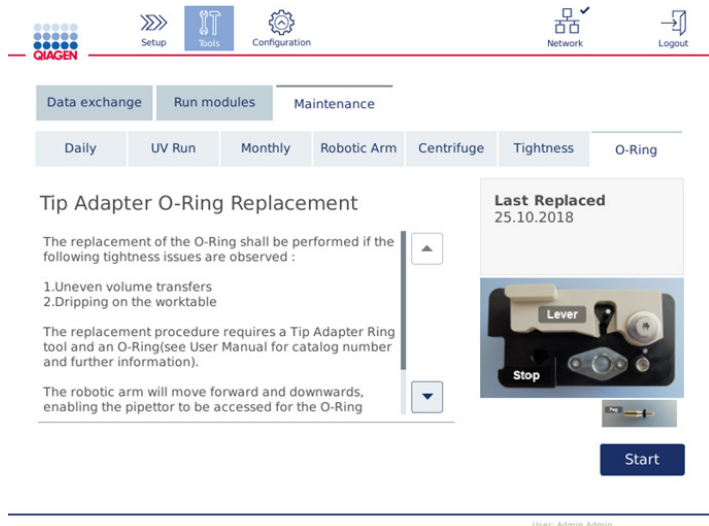 QIAGEN
Setup
Tools
Configuration
Network
Logout
Data exchange
Run modules
Maintenance
Daily
UV Run
Monthly
Robotic Arm
Centrifuge
Tightness
O-Ring
Tip Adapter O-Ring Replacement
The replacement of the O-Ring shall be performed if the
following tightness issues are observed :
1.Uneven volume transfers
2.Dripping on the worktable
The replacement procedure requires a Tip Adapter Ring
tool and an O-Ring(see User Manual for catalog number
and further information).
The robotic arm will move forward and downwards,
enabling the pipettor to be accessed for the O-Ring
Last Replaced
25.10.2018
Lever
Stop
Peg
Start
User: Admin Admin